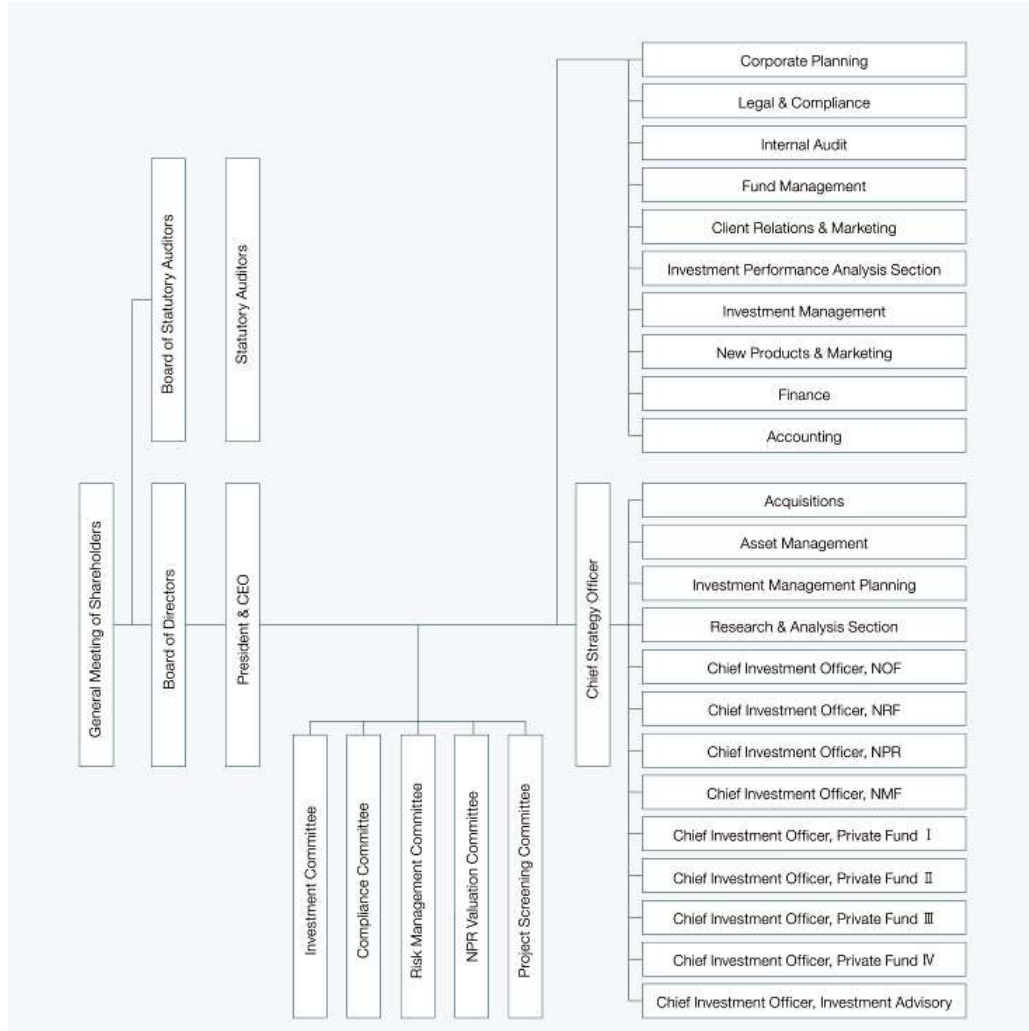 General Meeting of Shareholders
Board of Statutory Auditors
Statutory Auditors
Board of Directors
President & CEO
Investment Committee
Compliance Committee
Risk Management Committee
NPR Valuation Committee
Project Screening Committee
Chief Strategy Officer
Corporate Planning
Legal & Compliance
Internal Audit
Fund Management
Client Relations & Marketing
Investment Performance Analysis Section
Investment Management
New Products & Marketing
Finance
Accounting
Acquisitions
Asset Management
Investment Management Planning
Research & Analysis Section
Chief Investment Officer, NOF
Chief Investment Officer, NRF
Chief Investment Officer, NPR
Chief Investment Officer, NMF
Chief Investment Officer, Private Fund Ⅰ
Chief Investment Officer, Private Fund Ⅱ
Chief Investment Officer, Private Fund Ⅲ
Chief Investment Officer, Private Fund Ⅳ
Chief Investment Officer, Investment Advisory